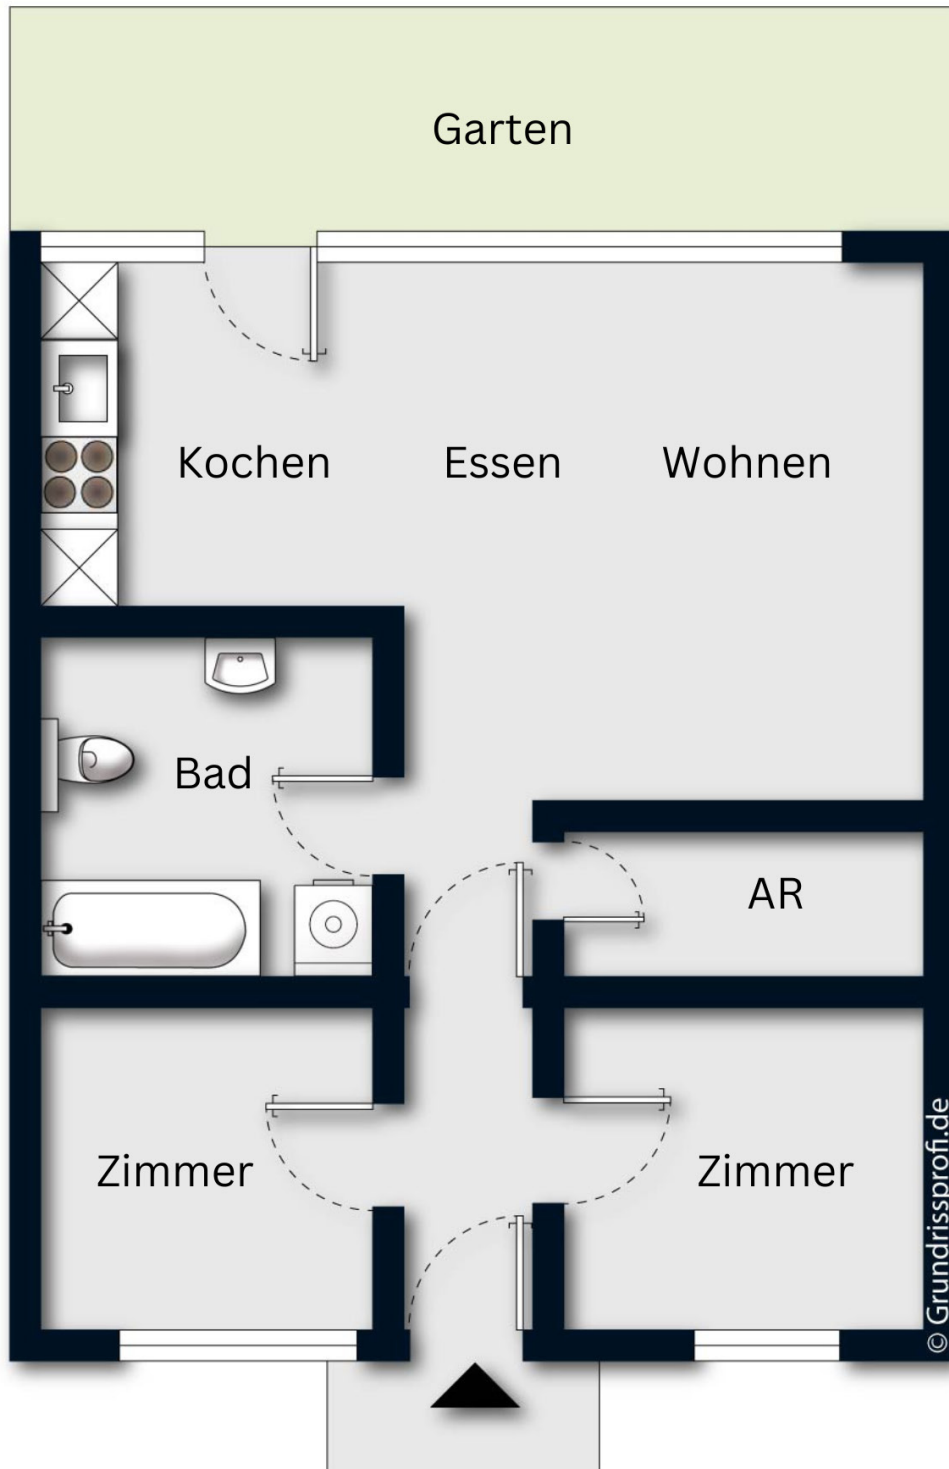 Garten
Kochen Essen Wohnen
Bad
AR
Zimmer Zimmer
© Grundrissprofi.de